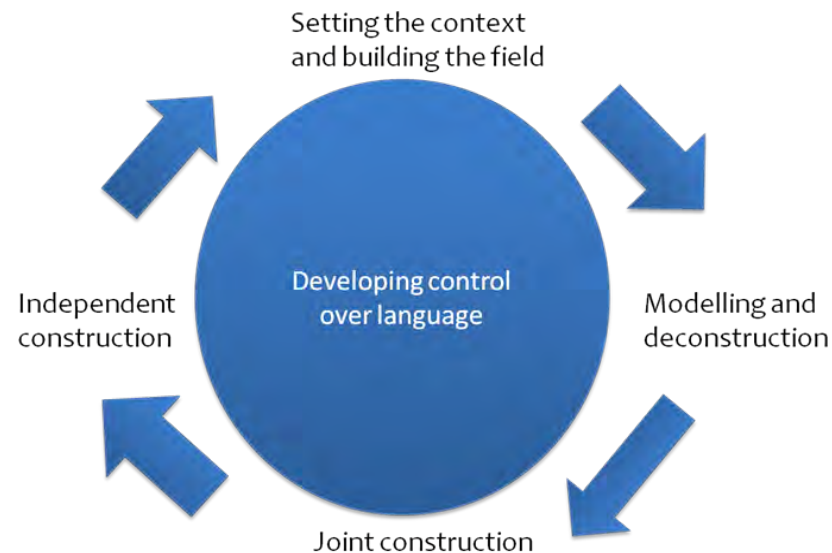 Setting the context
and building the field
Developing control
over language
Independent
construction
Modelling and
deconstruction
Joint construction